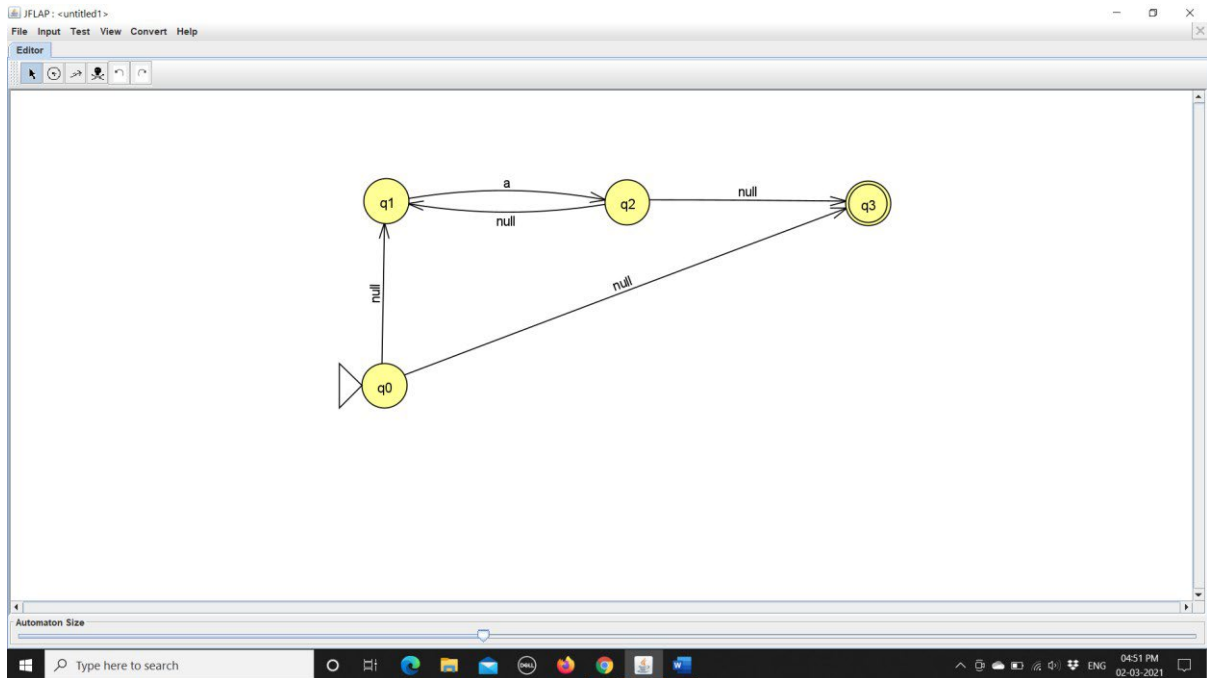 JFLAP : <untitled1>
File Input Test View Convert Help
Editor
a
q1
q2
null
q3
null
null
null
q0
Automaton Size
Type here to search
DELL
W
ENG
04:51 PM
02-03-2021